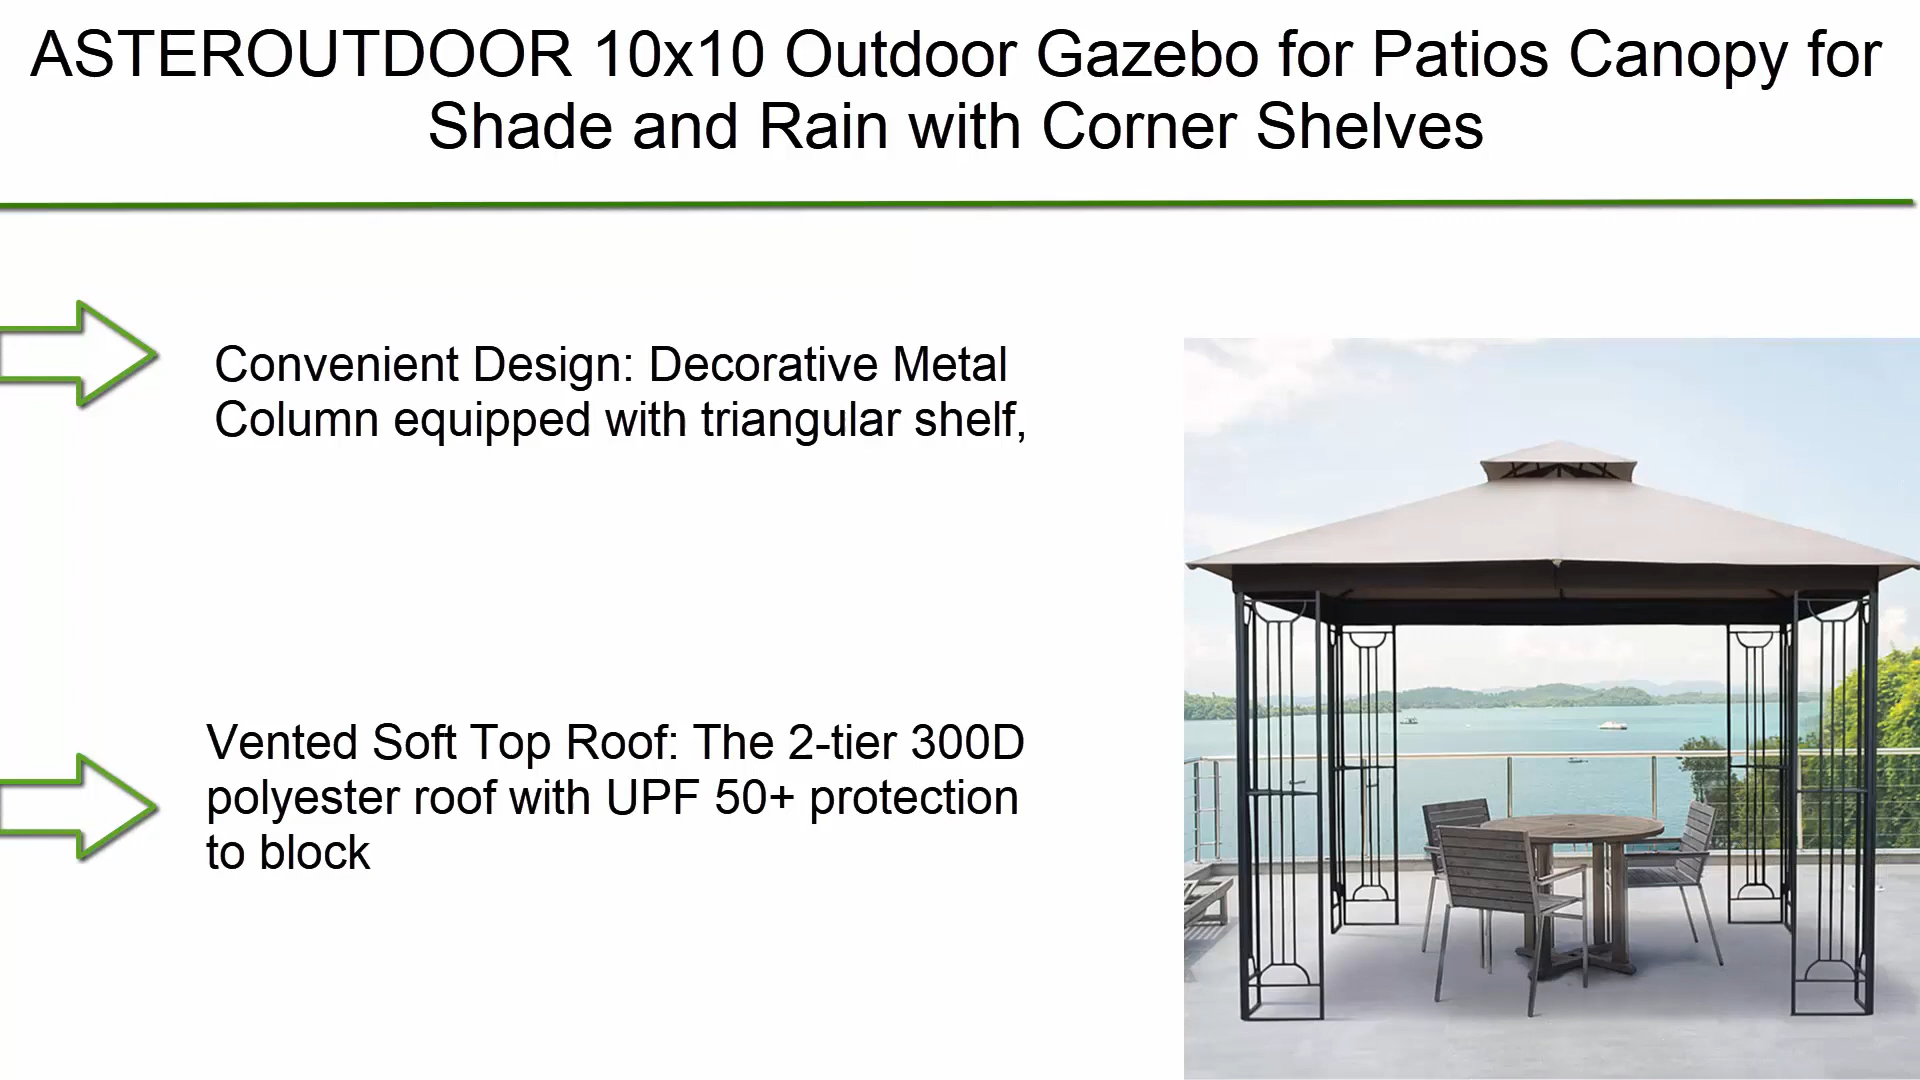 ASTEROUTDOOR 10x10 Outdoor Gazebo for Patios Canopy for
Shade and Rain with Corner Shelves
Convenient Design: Decorative Metal
Column equipped with triangular shelf,
Vented Soft Top Roof: The 2-tier 300D
polyester roof with UPF 50+ protection
to block